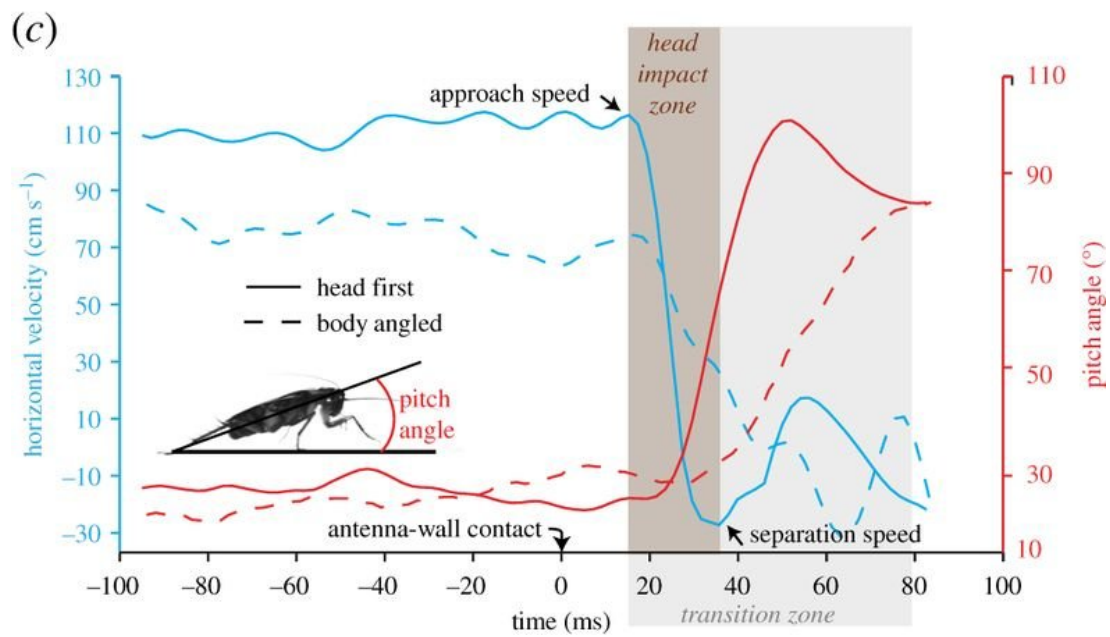 (c)
head
impact
zone
approach speed
130
110
90
70
50
30
10
−10
−30
horizontal velocity (cm s⁻¹)
110
90
70
50
30
10
pitch angle (°)
head first
body angled
pitch
angle
antenna-wall contact
separation speed
−100
−80
−60
−40
−20
0
20
40
60
80
100
time (ms)
transition zone